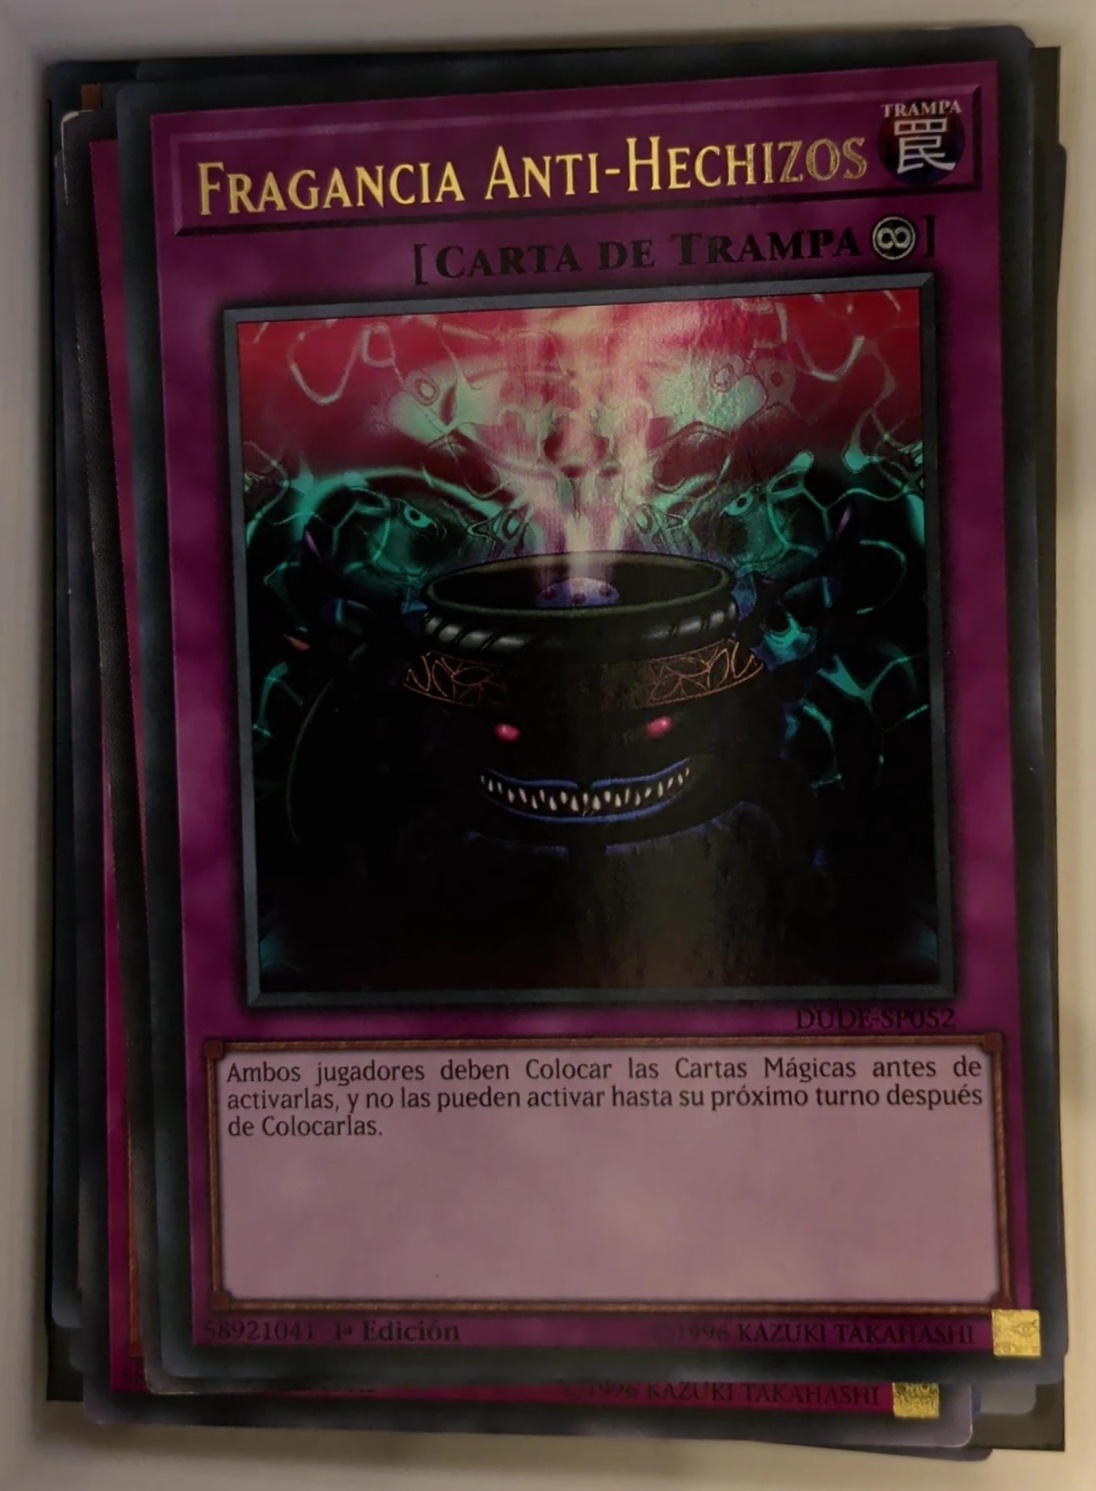 TRAMPA
罠
FRAGANCIA ANTI-HECHIZOS
[CARTA DE TRAMPA ]
DUDE-SP052
Ambos jugadores deben Colocar las Cartas Mágicas antes de
activarlas, y no las pueden activar hasta su próximo turno después
de Colocarlas.
58921041 1ª Edición ©1996 KAZUKI TAKAHASHI
©1996 KAZUKI TAKAHASHI